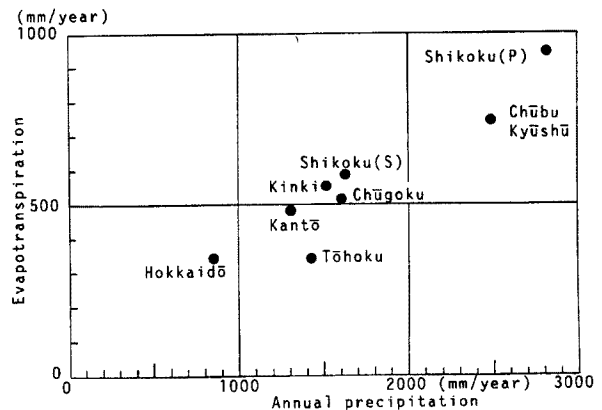 (mm/year)
1000
Shikoku(P)
Chūbu
Kyūshū
Shikoku(S)
Kinki
Chūgoku
500
Kantō
Tōhoku
Hokkaidō
0
0 1000 2000 (mm/year) 3000
Annual precipitation
Evapotranspiration